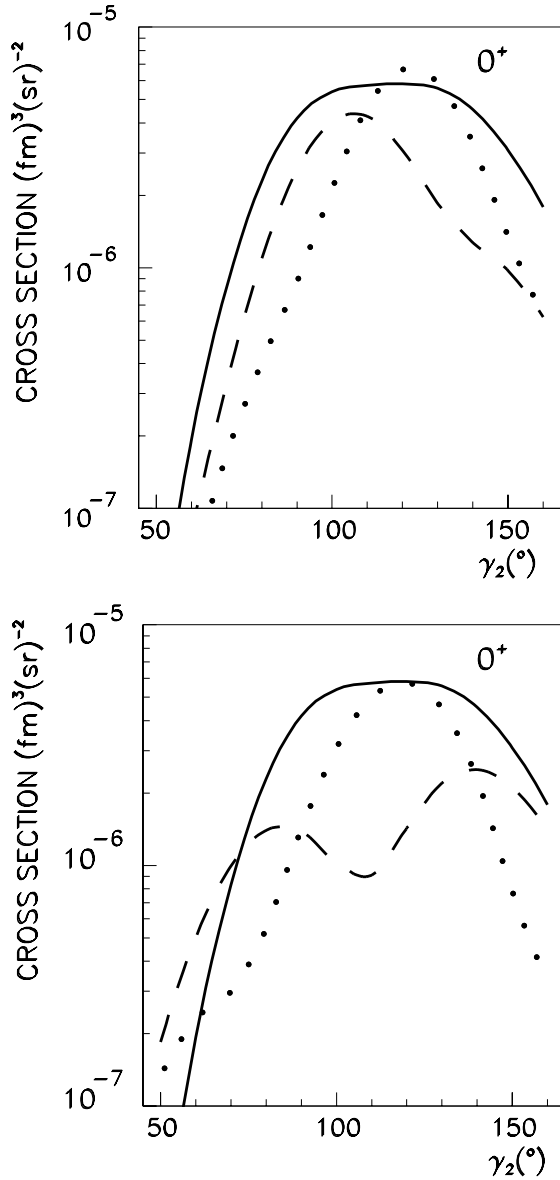 10⁻⁵
0⁺
10⁻⁶
10⁻⁷
CROSS SECTION (fm)³(sr)⁻²
50 100 150
γ₂(°)
10⁻⁵
0⁺
10⁻⁶
10⁻⁷
CROSS SECTION (fm)³(sr)⁻²
50 100 150
γ₂(°)